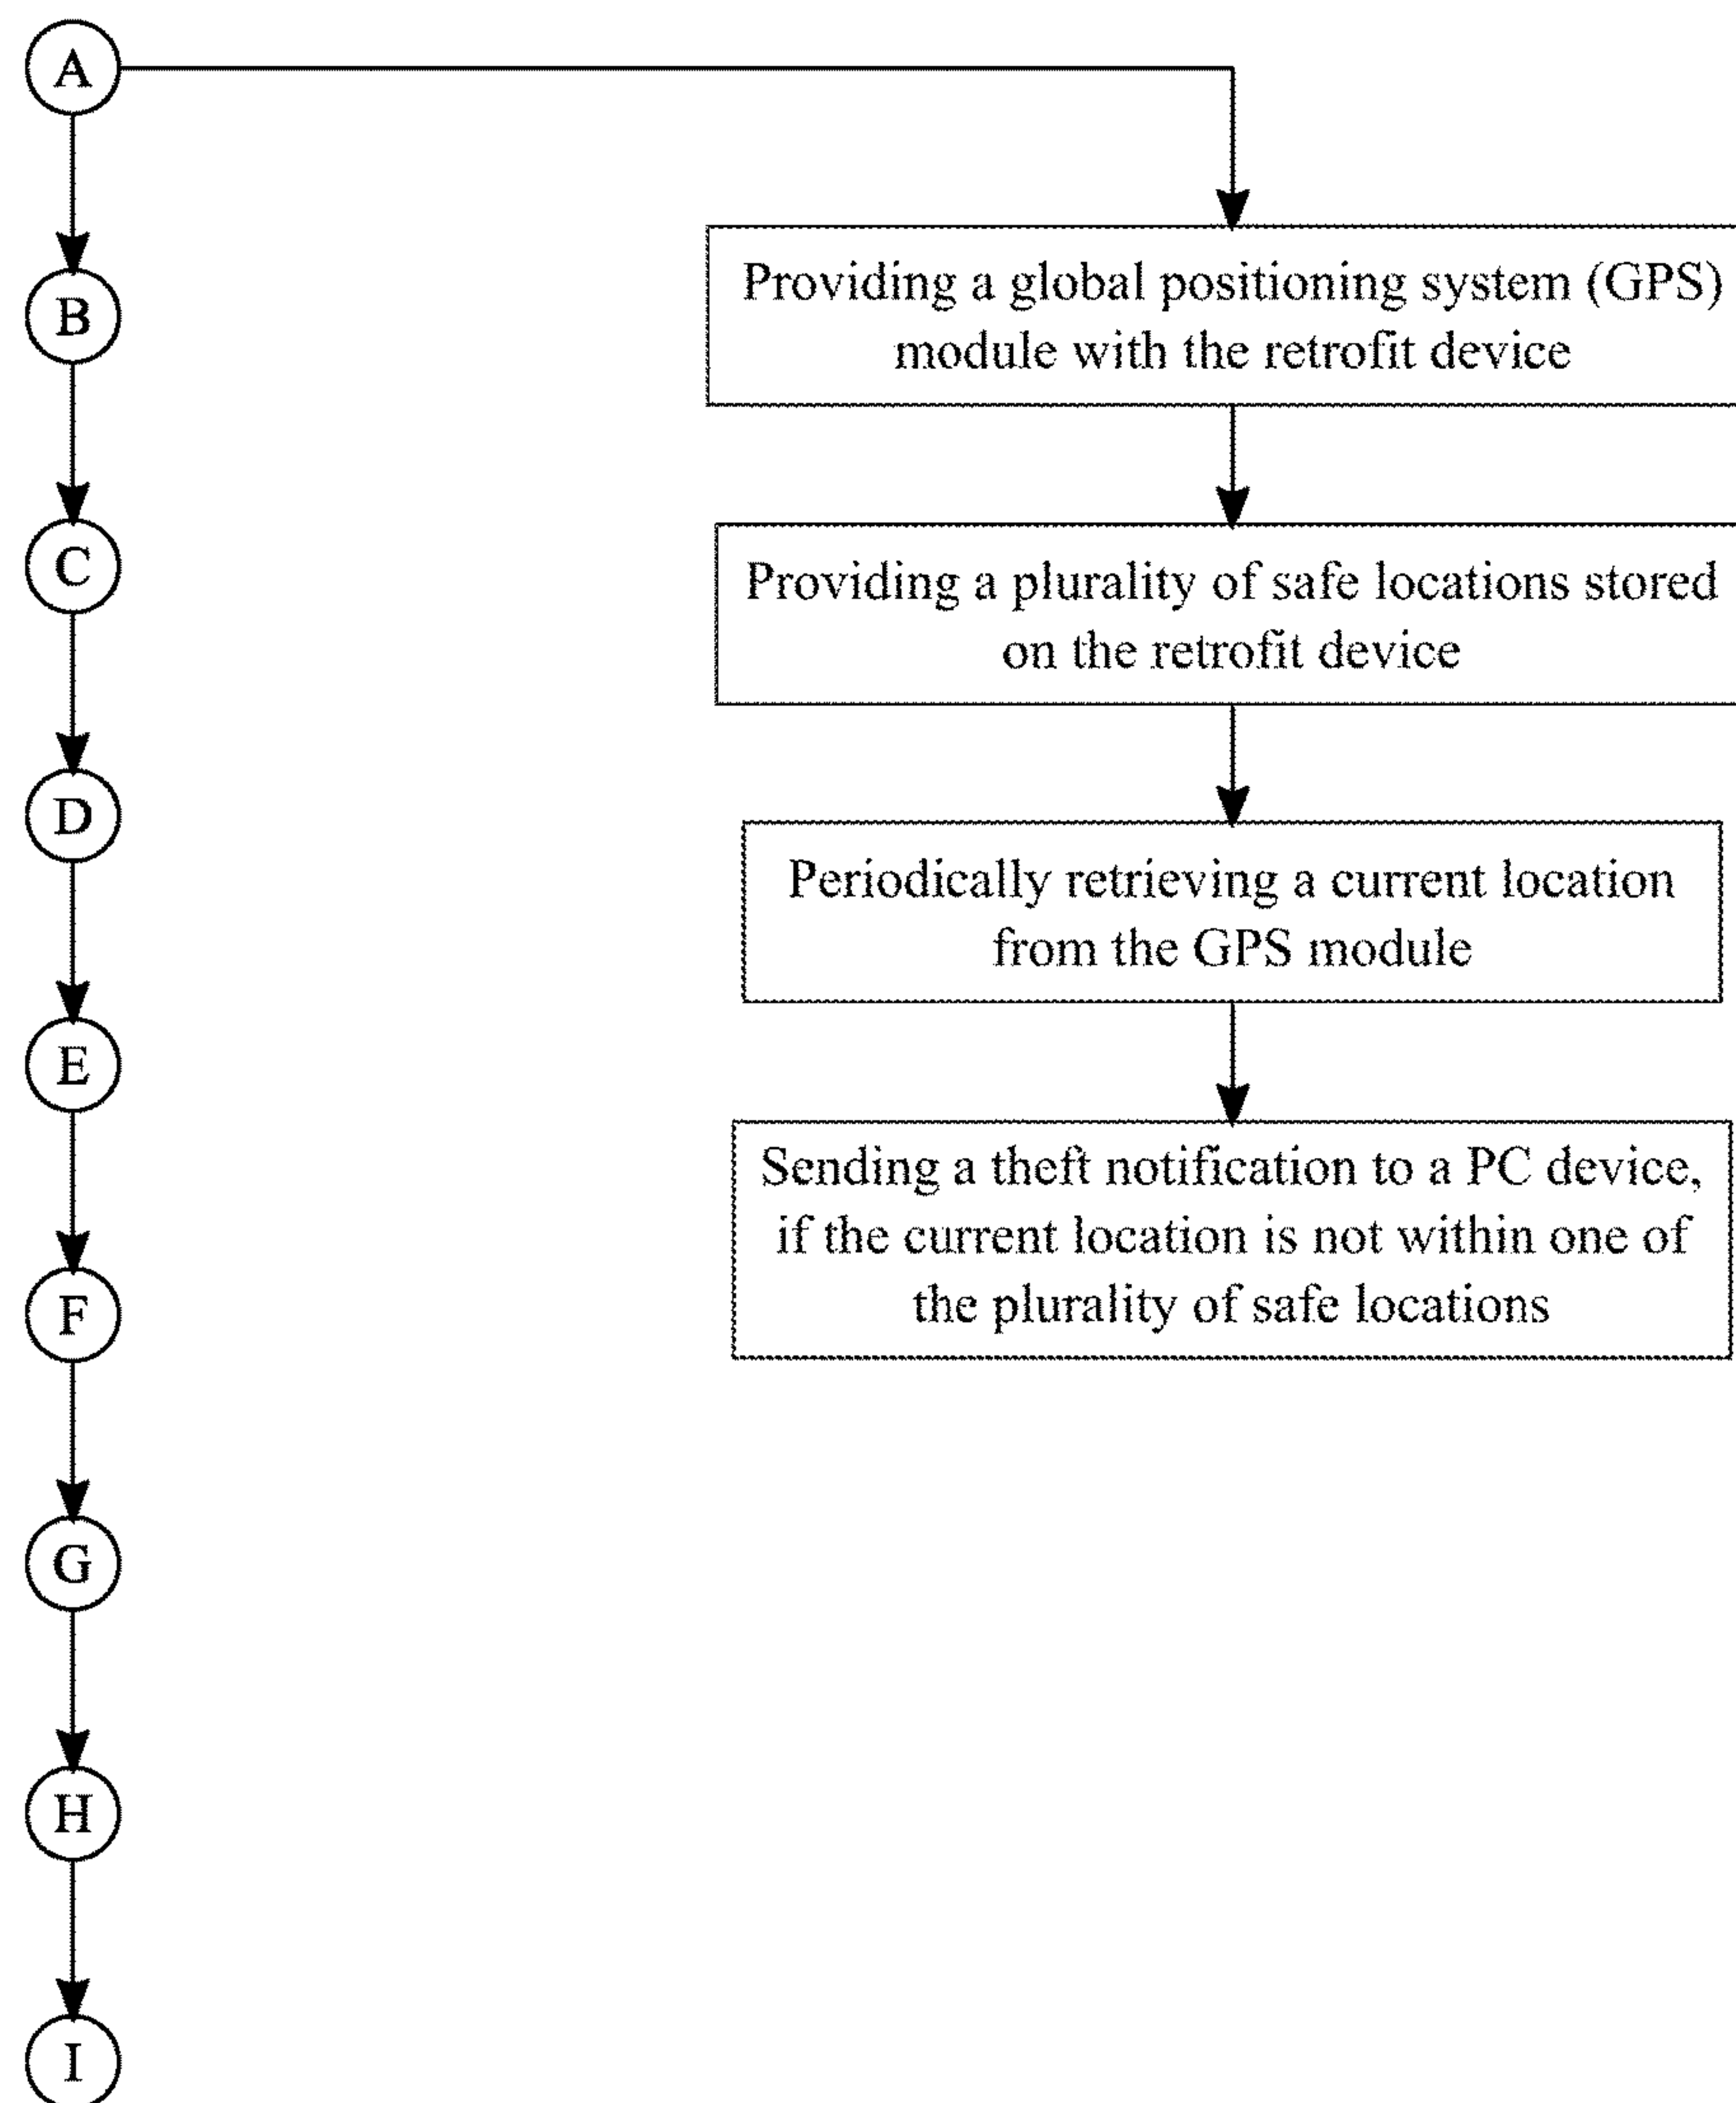 A
B
C
D
E
F
G
H
I
Providing a global positioning system (GPS)
module with the retrofit device
Providing a plurality of safe locations stored
on the retrofit device
Periodically retrieving a current location
from the GPS module
Sending a theft notification to a PC device,
if the current location is not within one of
the plurality of safe locations